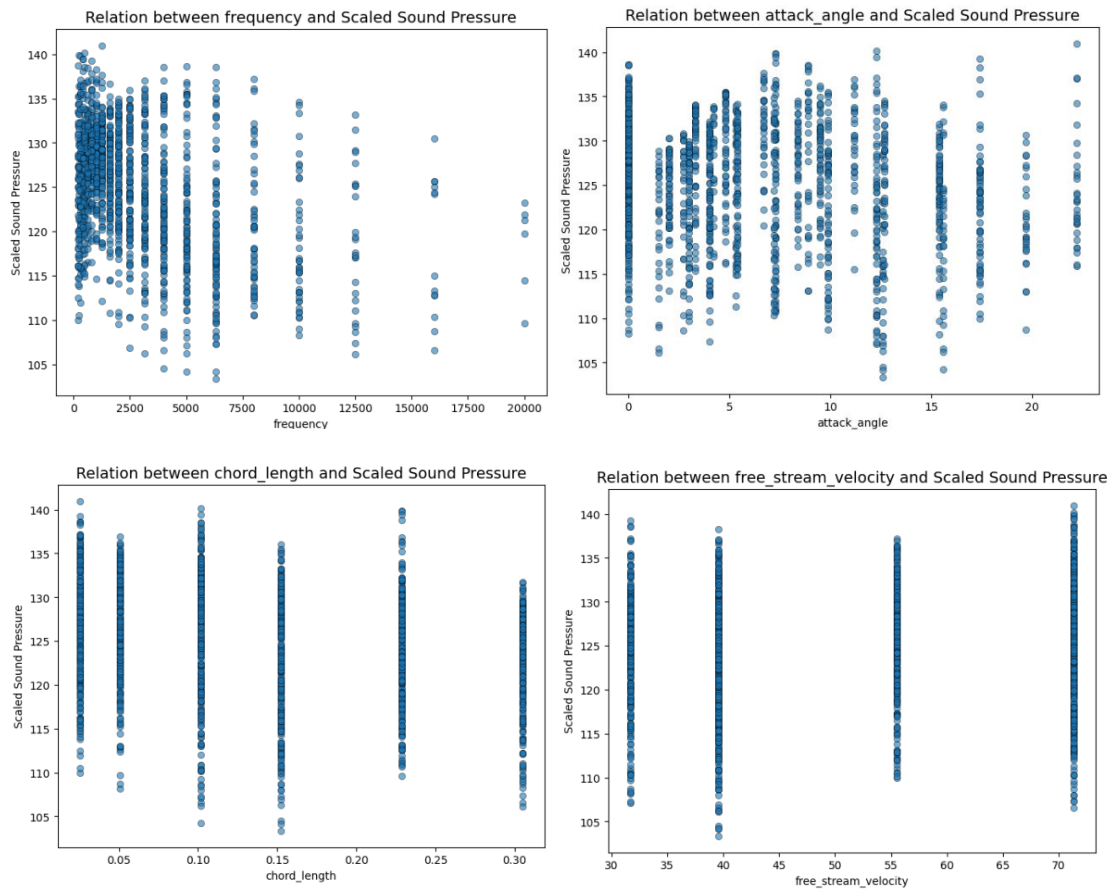 Relation between frequency and Scaled Sound Pressure
Scaled Sound Pressure
140
135
130
125
120
115
110
105
0 2500 5000 7500 10000 12500 15000 17500 20000
frequency
Relation between attack_angle and Scaled Sound Pressure
Scaled Sound Pressure
140
135
130
125
120
115
110
105
0 5 10 15 20
attack_angle
Relation between chord_length and Scaled Sound Pressure
Scaled Sound Pressure
140
135
130
125
120
115
110
105
0.05 0.10 0.15 0.20 0.25 0.30
chord_length
Relation between free_stream_velocity and Scaled Sound Pressure
Scaled Sound Pressure
140
135
130
125
120
115
110
105
30 35 40 45 50 55 60 65 70
free_stream_velocity